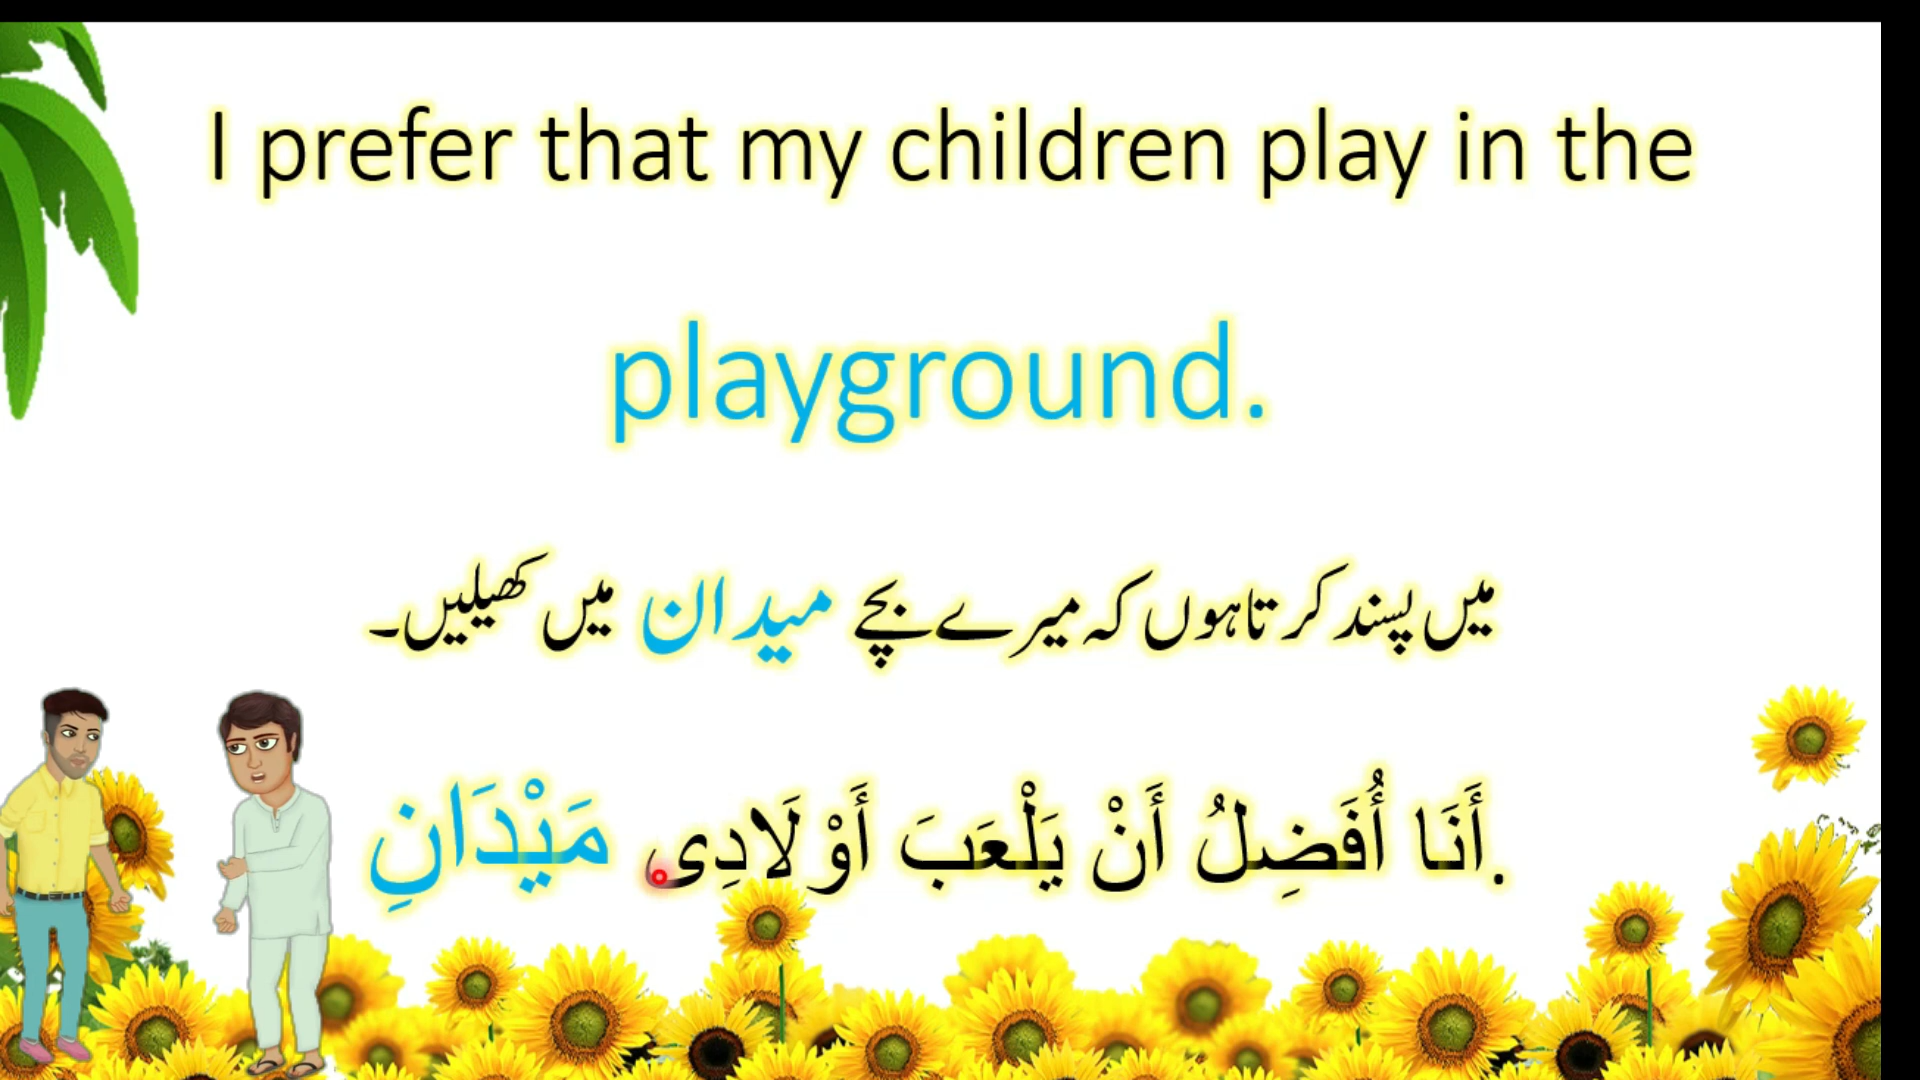 I prefer that my children play in the
playground.
میں پسند کرتا ہوں کہ میرے بچے میدان میں کھیلیں۔
.أَنَا أُفَضِلُ أَنْ يَلْعَبَ أَوْلَادِى مَيْدَانِ